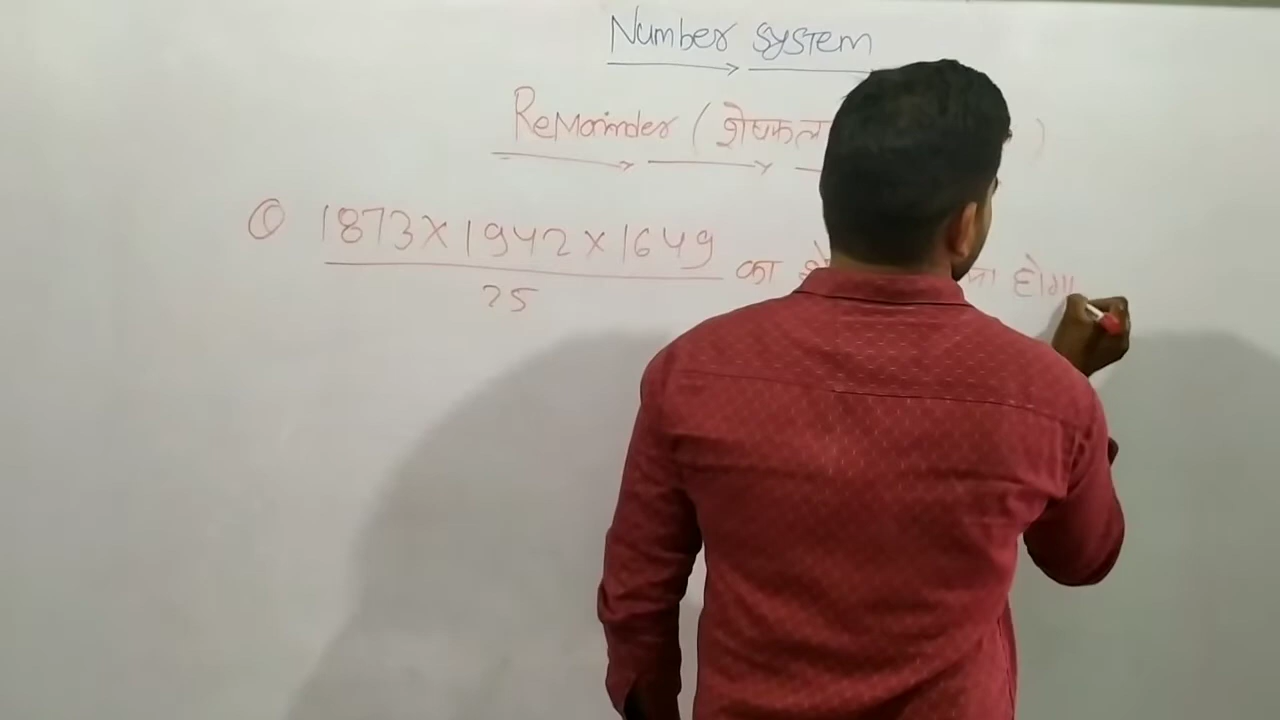 Number system
Remainder ( शेषफल )
① 1873×1942×1649
का होगा
25